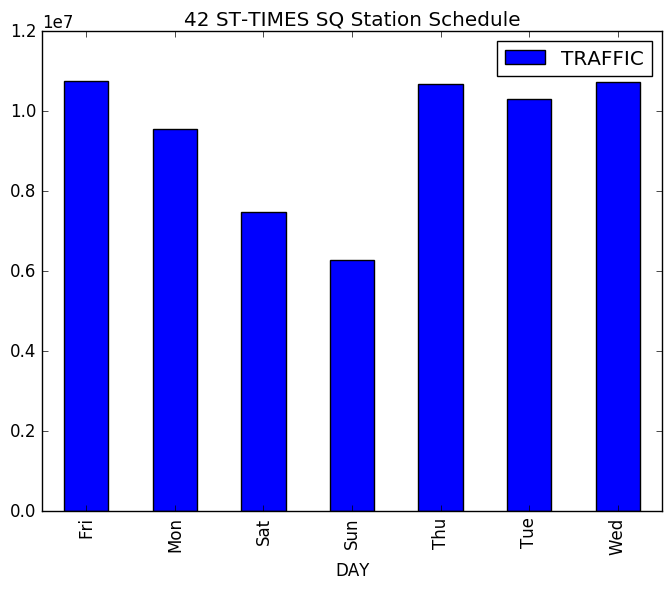 42 ST-TIMES SQ Station Schedule
1e7
TRAFFIC
1.2
1.0
0.8
0.6
0.4
0.2
0.0
Fri
Mon
Sat
Sun
Thu
Tue
Wed
DAY